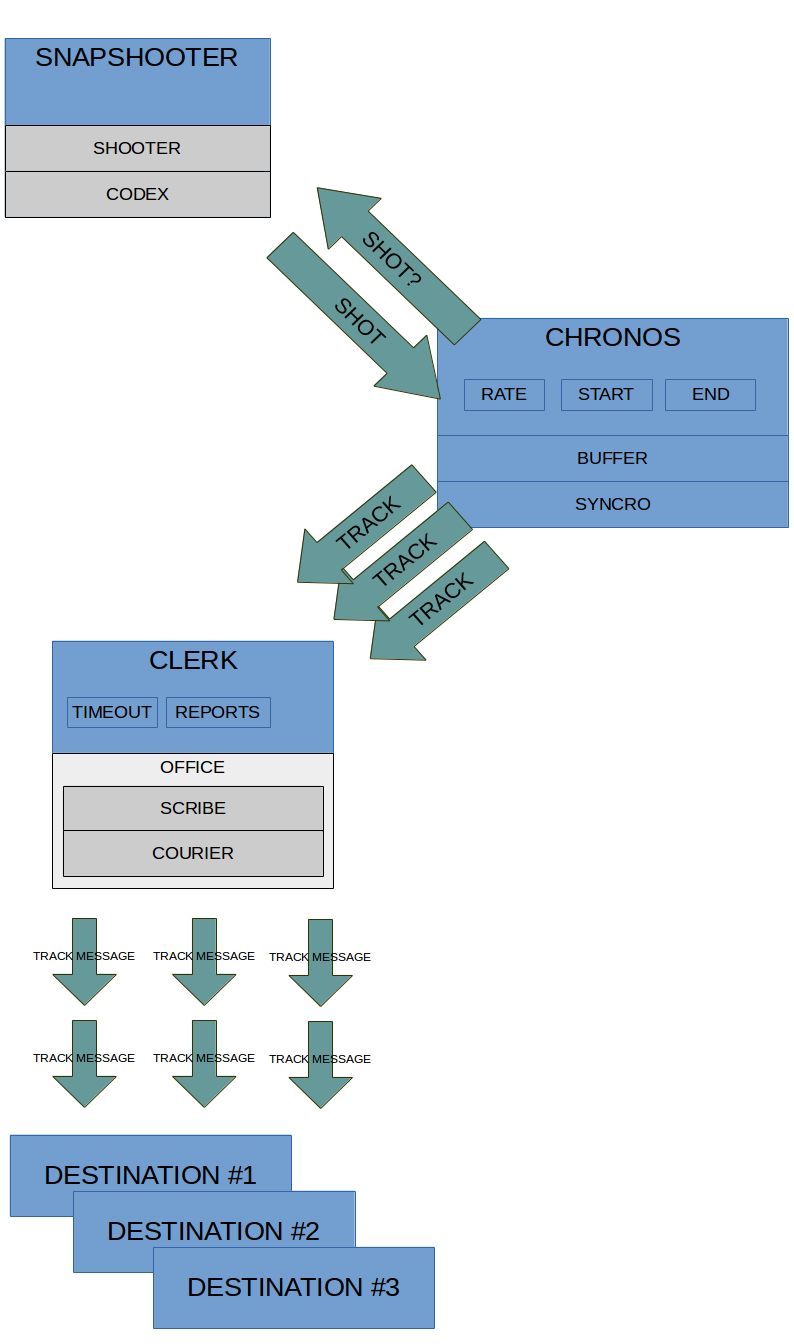 SNAPSHOOTER
SHOOTER
CODEX
SHOT?
SHOT
CHRONOS
RATE
START
END
BUFFER
SYNCRO
TRACK
TRACK
TRACK
CLERK
TIMEOUT
REPORTS
OFFICE
SCRIBE
COURIER
TRACK MESSAGE
TRACK MESSAGE
TRACK MESSAGE
TRACK MESSAGE
TRACK MESSAGE
TRACK MESSAGE
DESTINATION #1
DESTINATION #2
DESTINATION #3